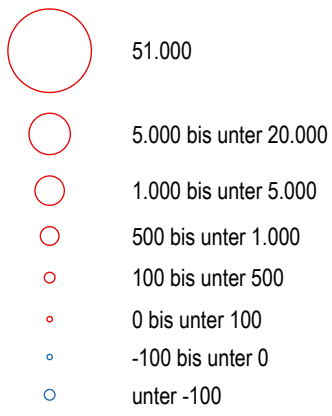 51.000
5.000 bis unter 20.000
1.000 bis unter 5.000
500 bis unter 1.000
100 bis unter 500
0 bis unter 100
-100 bis unter 0
unter -100